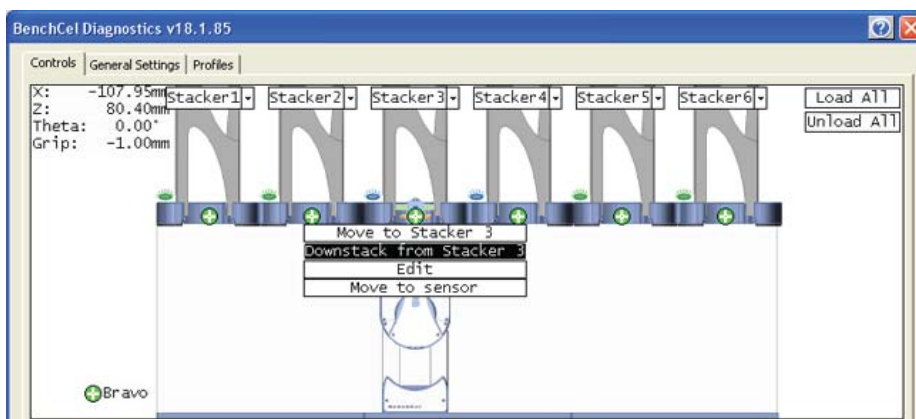 BenchCel Diagnostics v18.1.85
Controls General Settings Profiles
X: -107.95mm
Z: 80.40mm
Theta: 0.00°
Grip: -1.00mm
Stacker1 Stacker2 Stacker3 Stacker4 Stacker5 Stacker6
Load All
Unload All
Move to Stacker 3
Downstack from Stacker 3
Edit
Move to sensor
Bravo